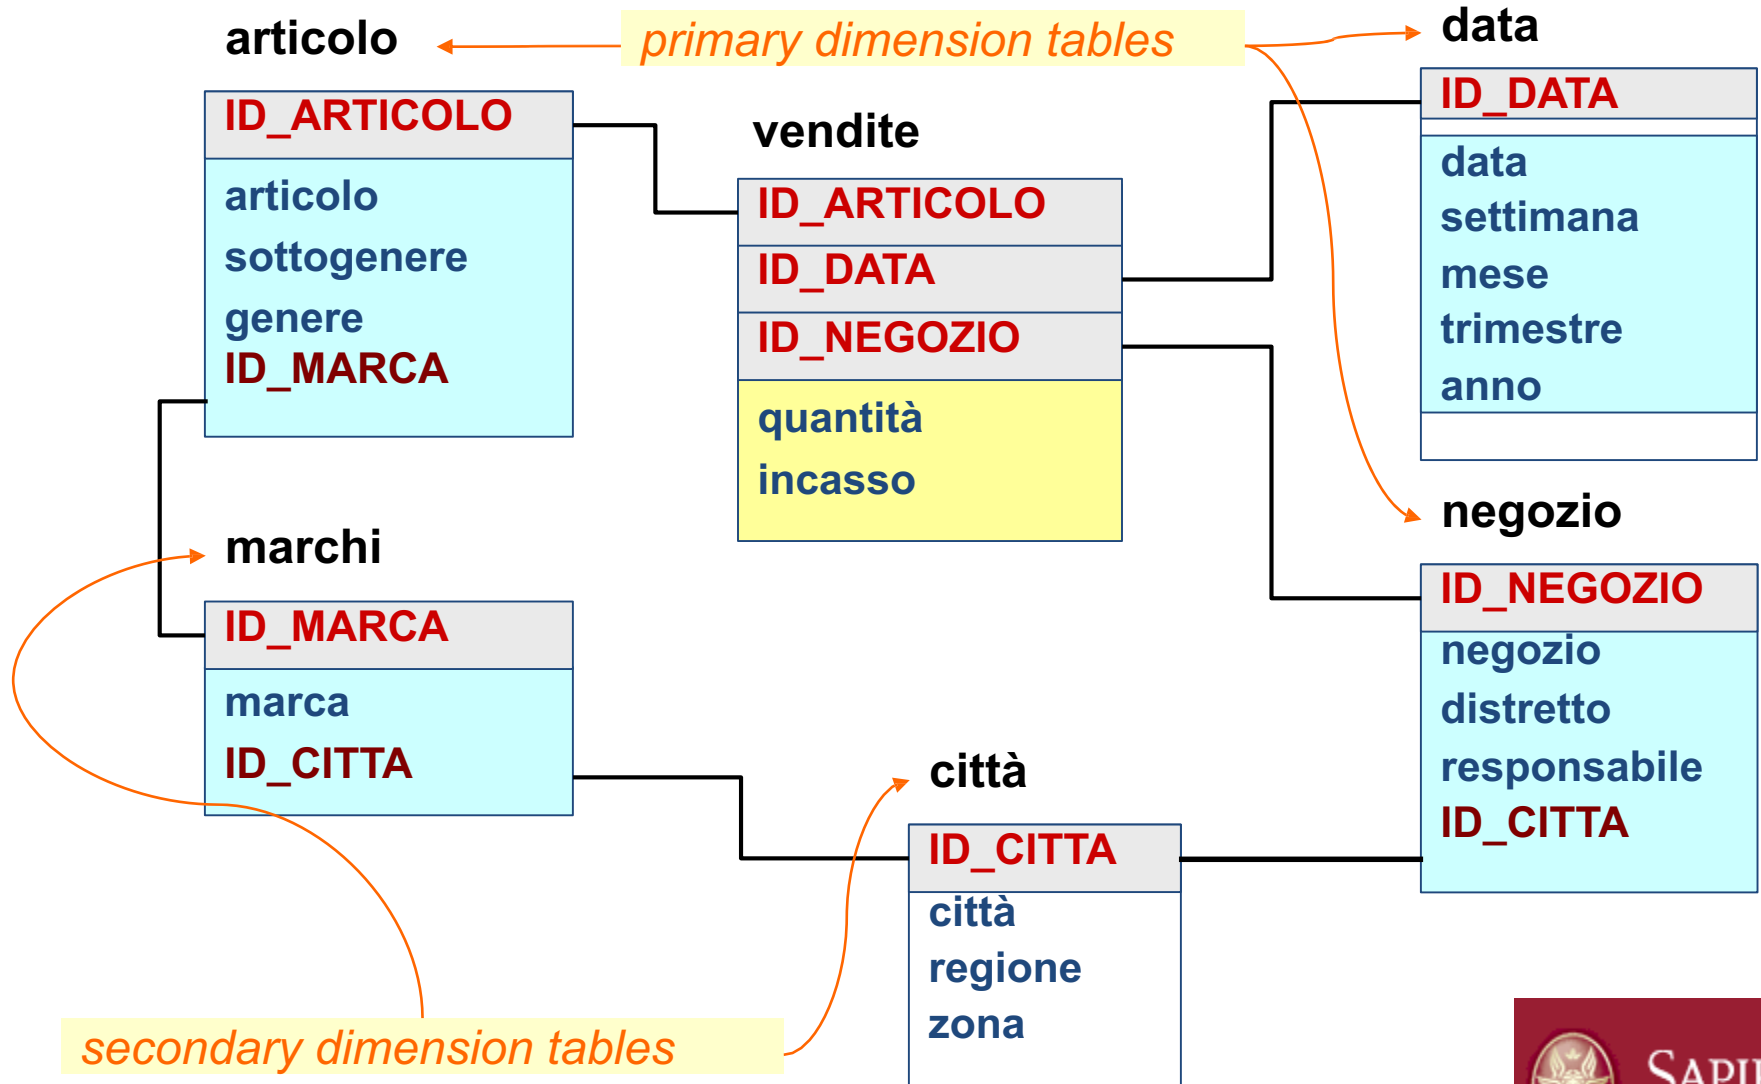 articolo
primary dimension tables
data
ID_ARTICOLO
articolo
sottogenere
genere
ID_MARCA
vendite
ID_ARTICOLO
ID_DATA
ID_NEGOZIO
quantità
incasso
ID_DATA
data
settimana
mese
trimestre
anno
marchi
ID_MARCA
marca
ID_CITTA
negozio
ID_NEGOZIO
negozio
distretto
responsabile
ID_CITTA
città
ID_CITTA
città
regione
zona
secondary dimension tables